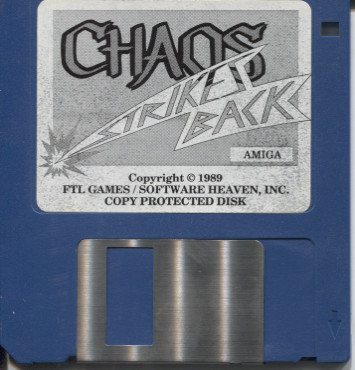 CHAOS
STRIKES
BACK
AMIGA
Copyright © 1989
FTL GAMES / SOFTWARE HEAVEN, INC.
COPY PROTECTED DISK